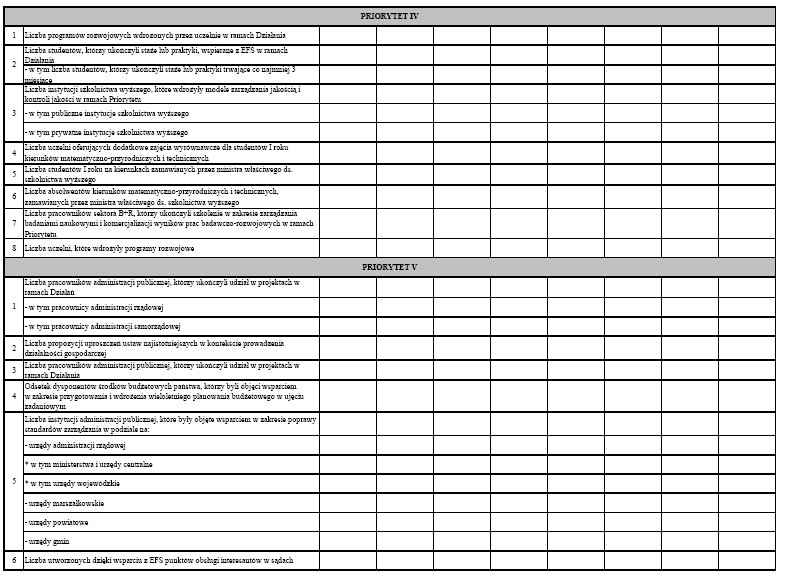 PRIORYTET IV
1 Liczba programów rozwojowych wdrożonych przez uczelnie w ramach Działania
2 Liczba studentów, którzy ukończyli staże lub praktyki, wspierane z EFS w ramach
Działania
- w tym liczba studentów, którzy ukończyli staże lub praktyki trwające co najmniej 3
miesiące
3 Liczba instytucji szkolnictwa wyższego, które wdrożyły modele zarządzania jakością i
kontroli jakości w ramach Priorytetu
- w tym publiczne instytucje szkolnictwa wyższego
- w tym prywatne instytucje szkolnictwa wyższego
4 Liczba uczelni oferujących dodatkowe zajęcia wyrównawcze dla studentów I roku
kierunków matematyczno-przyrodniczych i technicznych
5 Liczba studentów I roku na kierunkach zamawianych przez ministra właściwego ds.
szkolnictwa wyższego
6 Liczba absolwentów kierunków matematyczno-przyrodniczych i technicznych,
zamawianych przez ministra właściwego ds. szkolnictwa wyższego
7 Liczba pracowników sektora B+R, którzy ukończyli szkolenie w zakresie zarządzania
badaniami naukowymi i komercjalizacji wyników prac badawczo-rozwojowych w ramach
Priorytetu
8 Liczba uczelni, które wdrożyły programy rozwojowe
PRIORYTET V
1 Liczba pracowników administracji publicznej, którzy ukończyli udział w projektach w
ramach Działań
- w tym pracownicy administracji rządowej
- w tym pracownicy administracji samorządowej
2 Liczba propozycji uproszczeń ustaw najistotniejszych w kontekście prowadzenia
działalności gospodarczej
3 Liczba pracowników administracji publicznej, którzy ukończyli udział w projektach w
ramach Działania
4 Odsetek dysponentów środków budżetowych państwa, którzy byli objęci wsparciem
w zakresie przygotowania i wdrożenia wieloletniego planowania budżetowego w ujęciu
zadaniowym
5 Liczba instytucji administracji publicznej, które były objęte wsparciem w zakresie poprawy
standardów zarządzania w podziale na:
- urzędy administracji rządowej
* w tym ministerstwa i urzędy centralne
* w tym urzędy wojewódzkie
- urzędy marszałkowskie
- urzędy powiatowe
- urzędy gmin
6 Liczba utworzonych dzięki wsparciu z EFS punktów obsługi interesantów w sądach